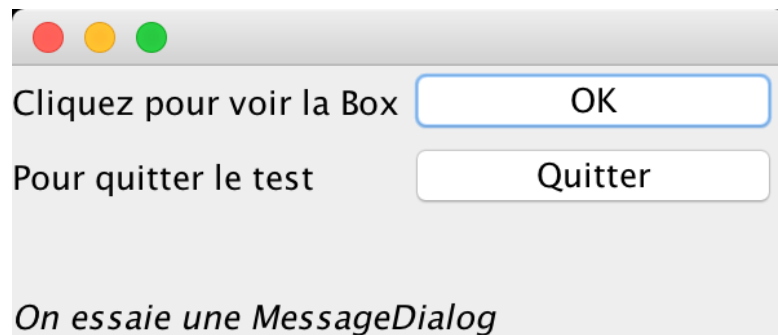 Cliquez pour voir la Box OK
Pour quitter le test Quitter
On essaie une MessageDialog